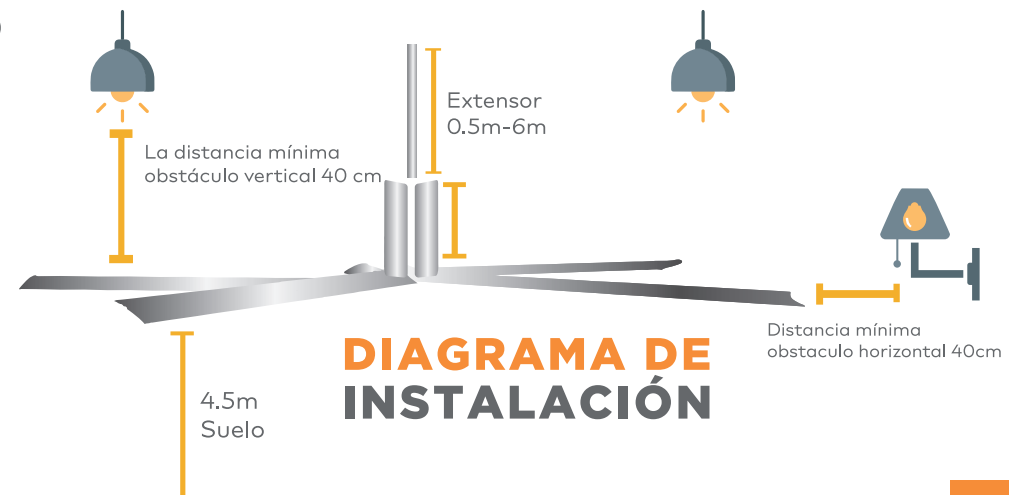 Extensor
0.5m-6m
La distancia mínima
obstáculo vertical 40 cm
Distancia mínima
obstaculo horizontal 40cm
DIAGRAMA DE
INSTALACIÓN
4.5m
Suelo